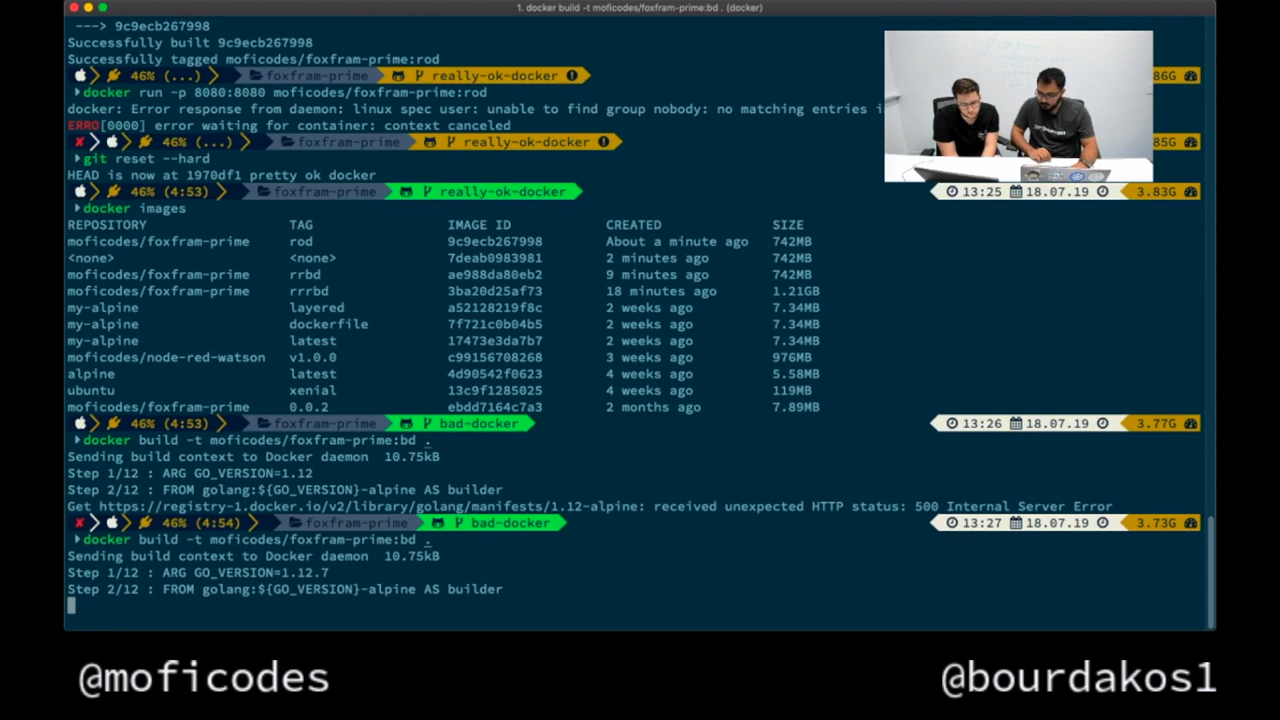 1. docker build -t moficodes/foxfram-prime:bd . (docker)
---> 9c9ecb267998
Successfully built 9c9ecb267998
Successfully tagged moficodes/foxfram-prime:rod
46% (...) foxfram-prime really-ok-docker 86G
docker run -p 8080:8080 moficodes/foxfram-prime:rod
docker: Error response from daemon: linux spec user: unable to find group nobody: no matching entries i
ERRO[0000] error waiting for container: context canceled
46% (...) foxfram-prime really-ok-docker 85G
git reset --hard
HEAD is now at 1970df1 pretty ok docker
46% (4:53) foxfram-prime really-ok-docker 13:25 18.07.19 3.83G
docker images
REPOSITORY TAG IMAGE ID CREATED SIZE
moficodes/foxfram-prime rod 9c9ecb267998 About a minute ago 742MB
<none> <none> 7deab0983981 2 minutes ago 742MB
moficodes/foxfram-prime rrbd ae988da80eb2 9 minutes ago 742MB
moficodes/foxfram-prime rrrbd 3ba20d25af73 18 minutes ago 1.21GB
my-alpine layered a52128219f8c 2 weeks ago 7.34MB
my-alpine dockerfile 7f721c0b04b5 2 weeks ago 7.34MB
my-alpine latest 17473e3da7b7 2 weeks ago 7.34MB
moficodes/node-red-watson v1.0.0 c99156708268 3 weeks ago 976MB
alpine latest 4d90542f0623 4 weeks ago 5.58MB
ubuntu xenial 13c9f1285025 4 weeks ago 119MB
moficodes/foxfram-prime 0.0.2 ebdd7164c7a3 2 months ago 7.89MB
46% (4:53) foxfram-prime bad-docker 13:26 18.07.19 3.77G
docker build -t moficodes/foxfram-prime:bd .
Sending build context to Docker daemon 10.75kB
Step 1/12 : ARG GO_VERSION=1.12
Step 2/12 : FROM golang:${GO_VERSION}-alpine AS builder
Get https://registry-1.docker.io/v2/library/golang/manifests/1.12-alpine: received unexpected HTTP status: 500 Internal Server Error
46% (4:54) foxfram-prime bad-docker 13:27 18.07.19 3.73G
docker build -t moficodes/foxfram-prime:bd .
Sending build context to Docker daemon 10.75kB
Step 1/12 : ARG GO_VERSION=1.12.7
Step 2/12 : FROM golang:${GO_VERSION}-alpine AS builder
@moficodes
@bourdakos1